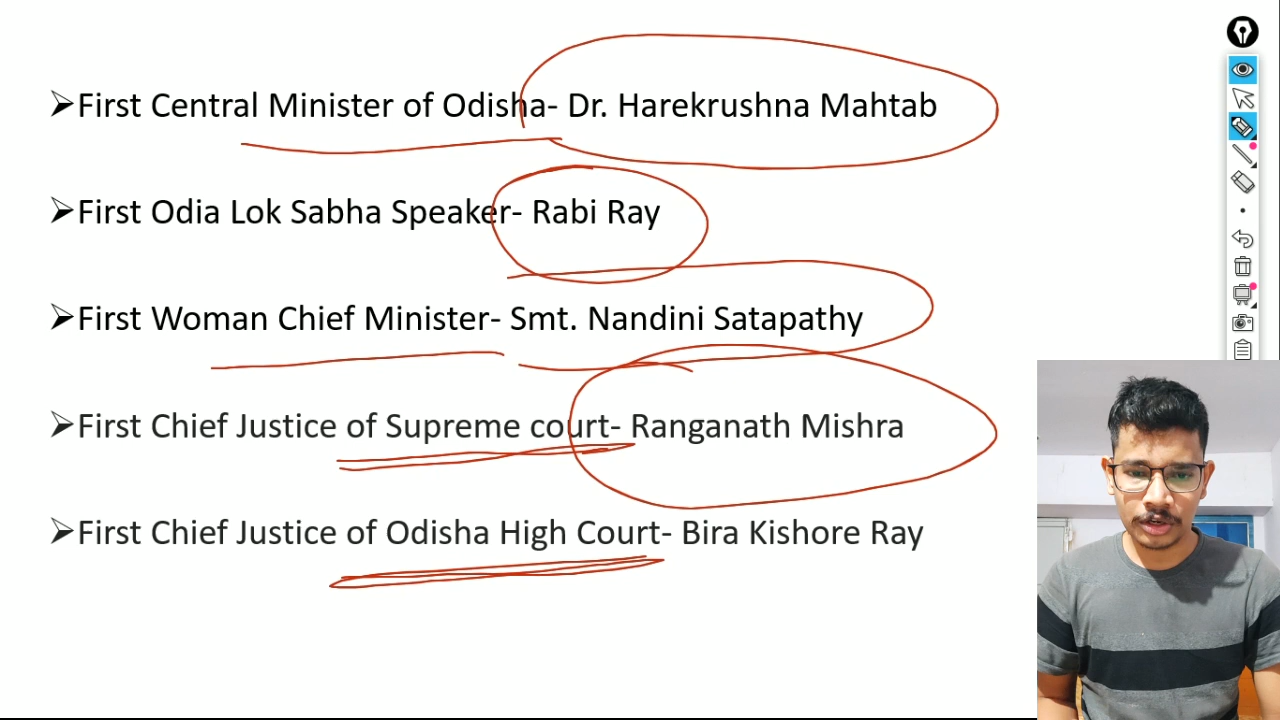 ➢First Central Minister of Odisha- Dr. Harekrushna Mahtab
➢First Odia Lok Sabha Speaker- Rabi Ray
➢First Woman Chief Minister- Smt. Nandini Satapathy
➢First Chief Justice of Supreme court- Ranganath Mishra
➢First Chief Justice of Odisha High Court- Bira Kishore Ray